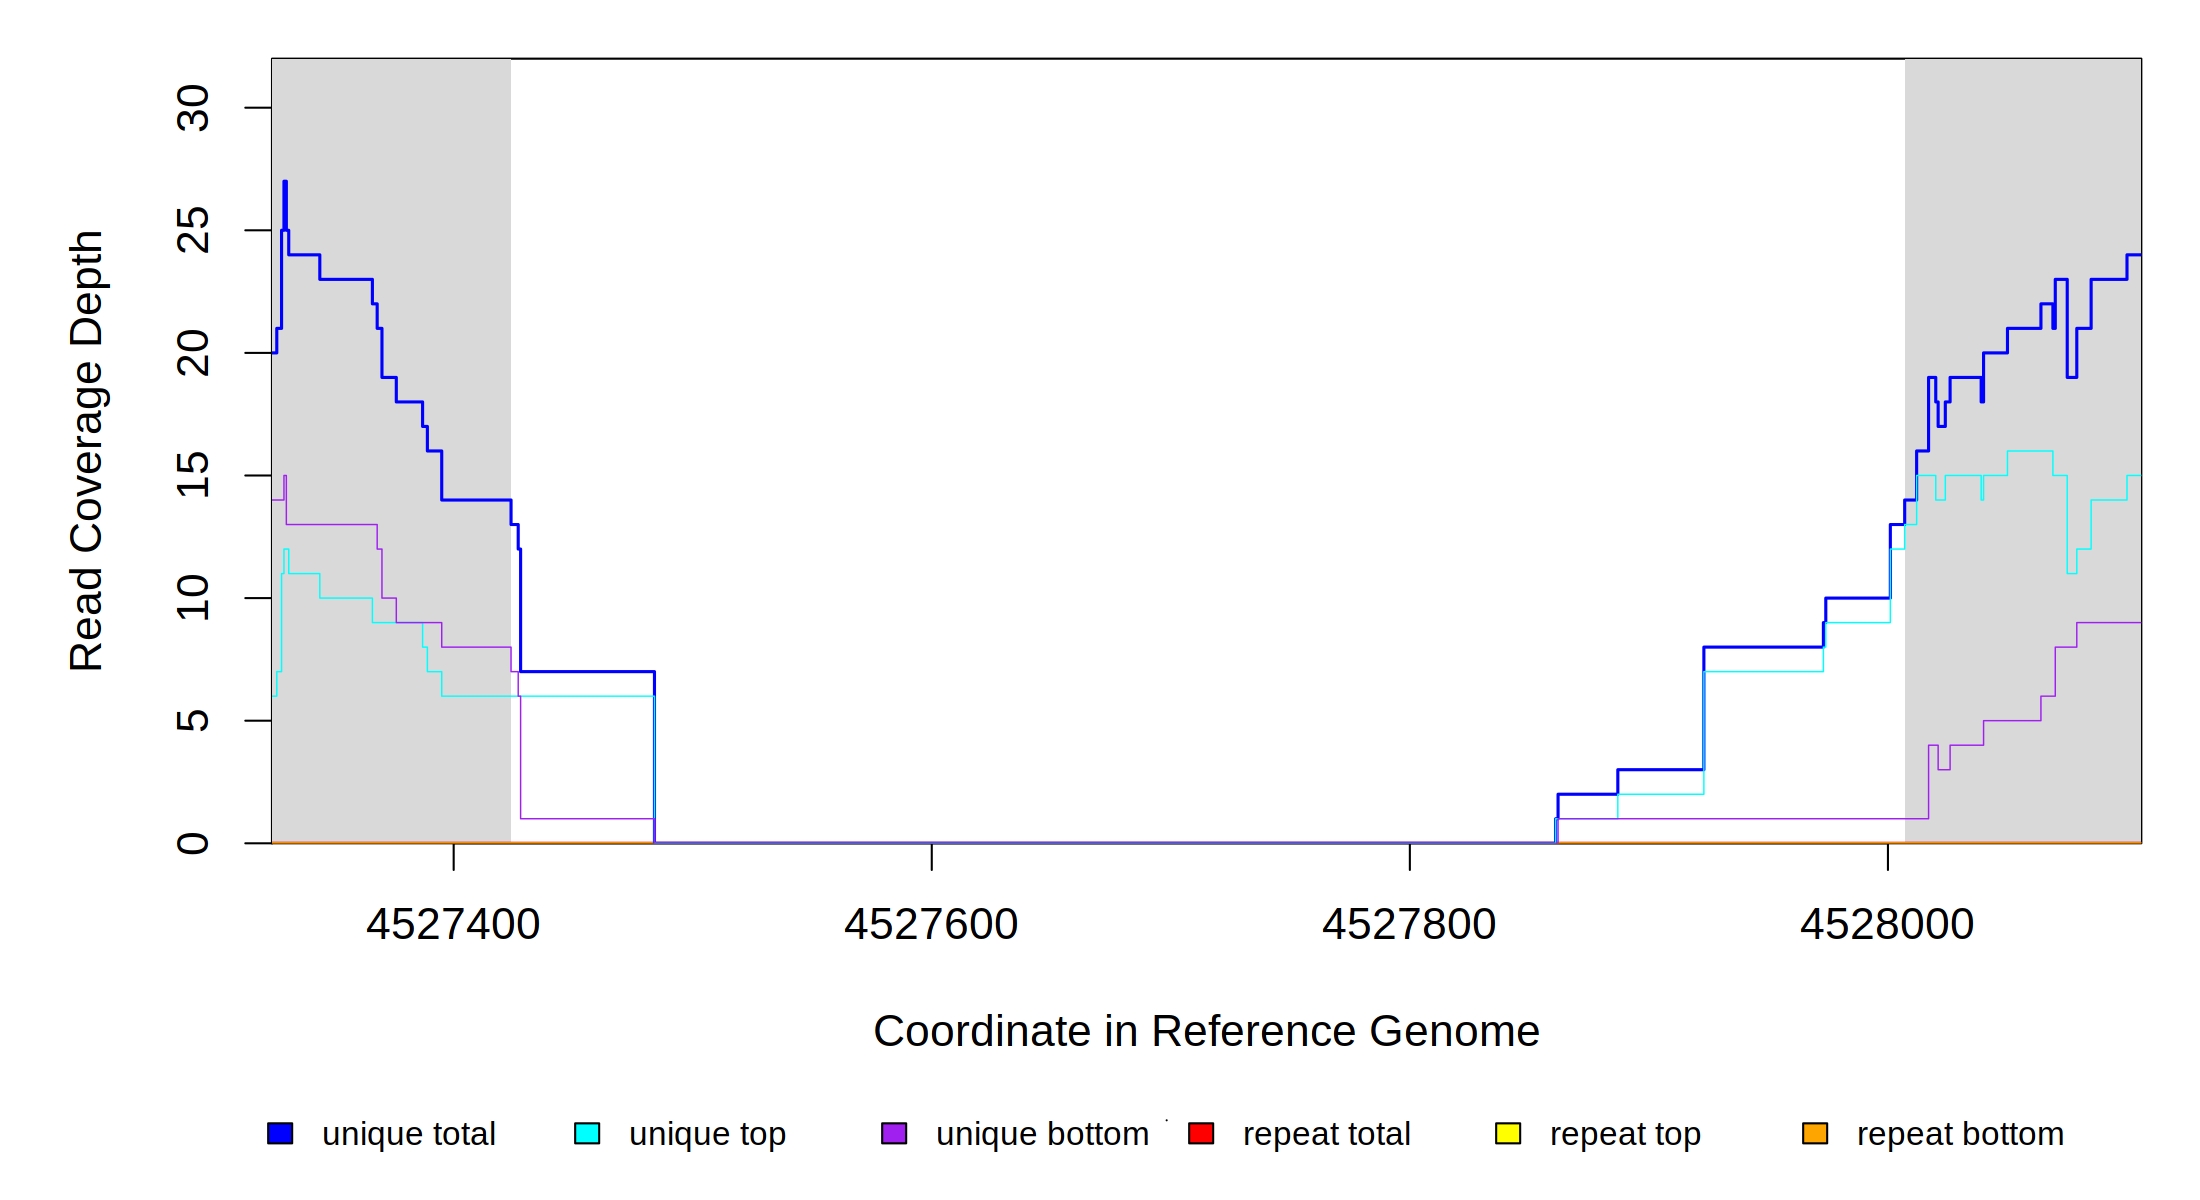 Read Coverage Depth
30
25
20
15
10
5
0
4527400 4527600 4527800 4528000
Coordinate in Reference Genome
unique total unique top unique bottom repeat total repeat top repeat bottom